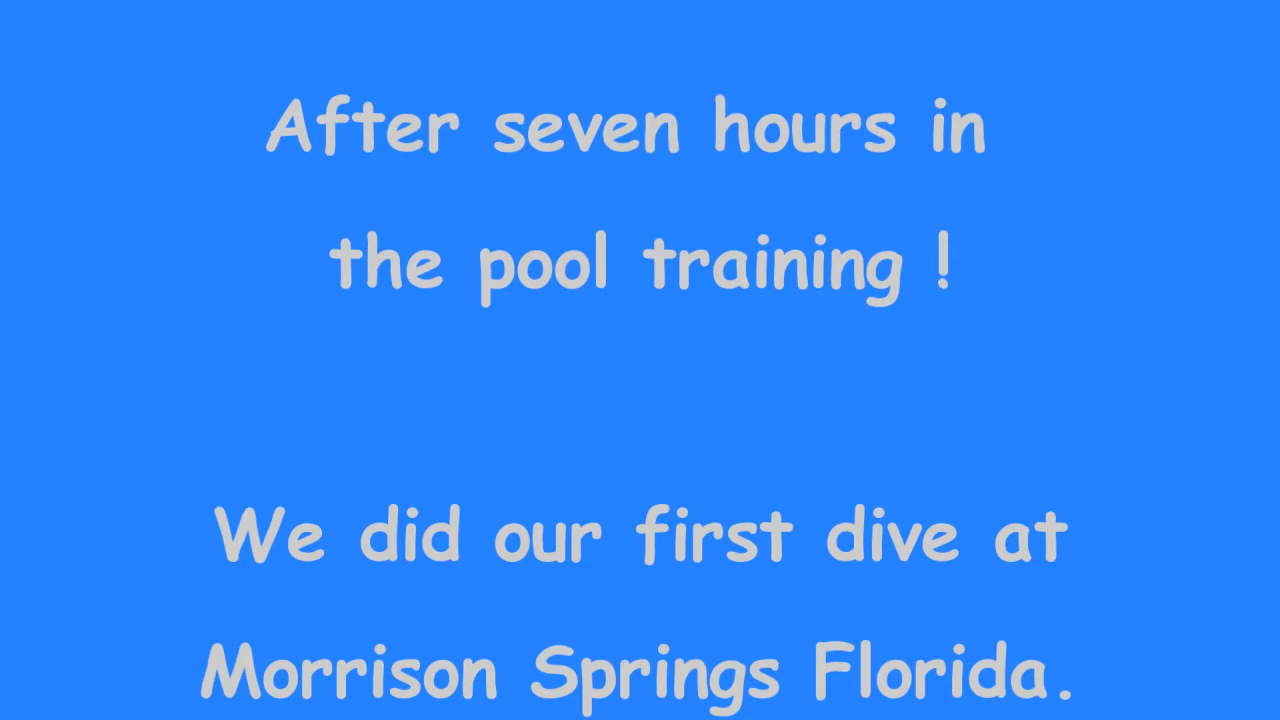 After seven hours in
the pool training !
We did our first dive at
Morrison Springs Florida.